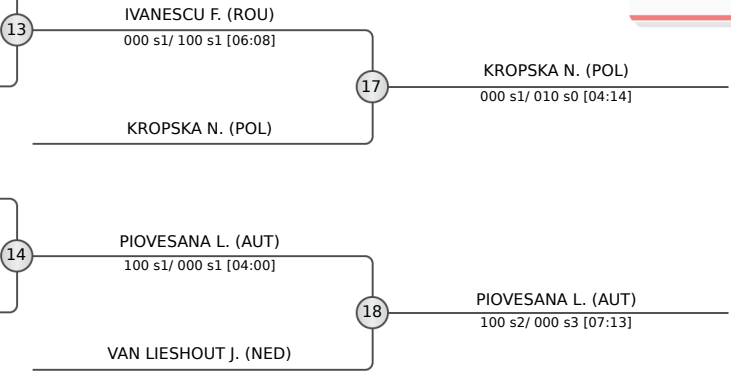 IVANESCU F. (ROU)
13
000 s1/ 100 s1 [06:08]
KROPSKA N. (POL)
17
000 s1/ 010 s0 [04:14]
KROPSKA N. (POL)
PIOVESANA L. (AUT)
14
100 s1/ 000 s1 [04:00]
PIOVESANA L. (AUT)
18
100 s2/ 000 s3 [07:13]
VAN LIESHOUT J. (NED)